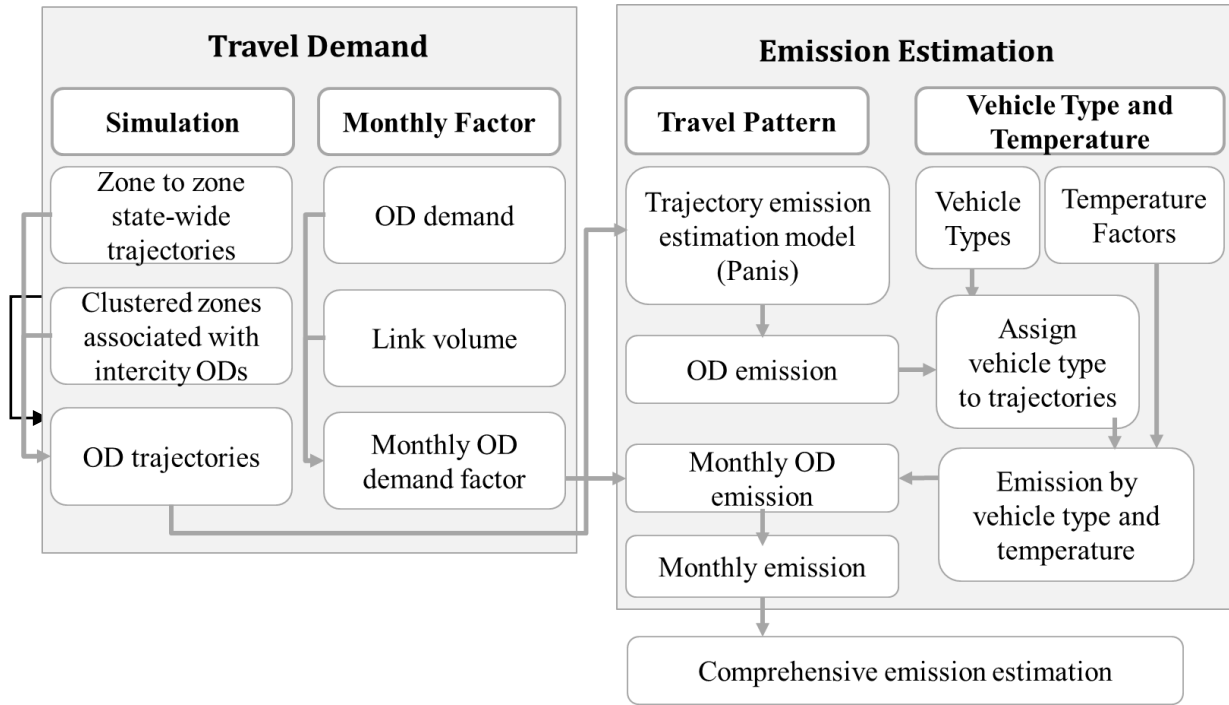 Travel Demand
Simulation
Monthly Factor
Zone to zone
state-wide
trajectories
OD demand
Clustered zones
associated with
intercity ODs
Link volume
OD trajectories
Monthly OD
demand factor
Emission Estimation
Travel Pattern
Vehicle Type and
Temperature
Trajectory emission
estimation model
(Panis)
Vehicle
Types
Temperature
Factors
OD emission
Assign
vehicle type
to trajectories
Monthly OD
emission
Emission by
vehicle type and
temperature
Monthly emission
Comprehensive emission estimation